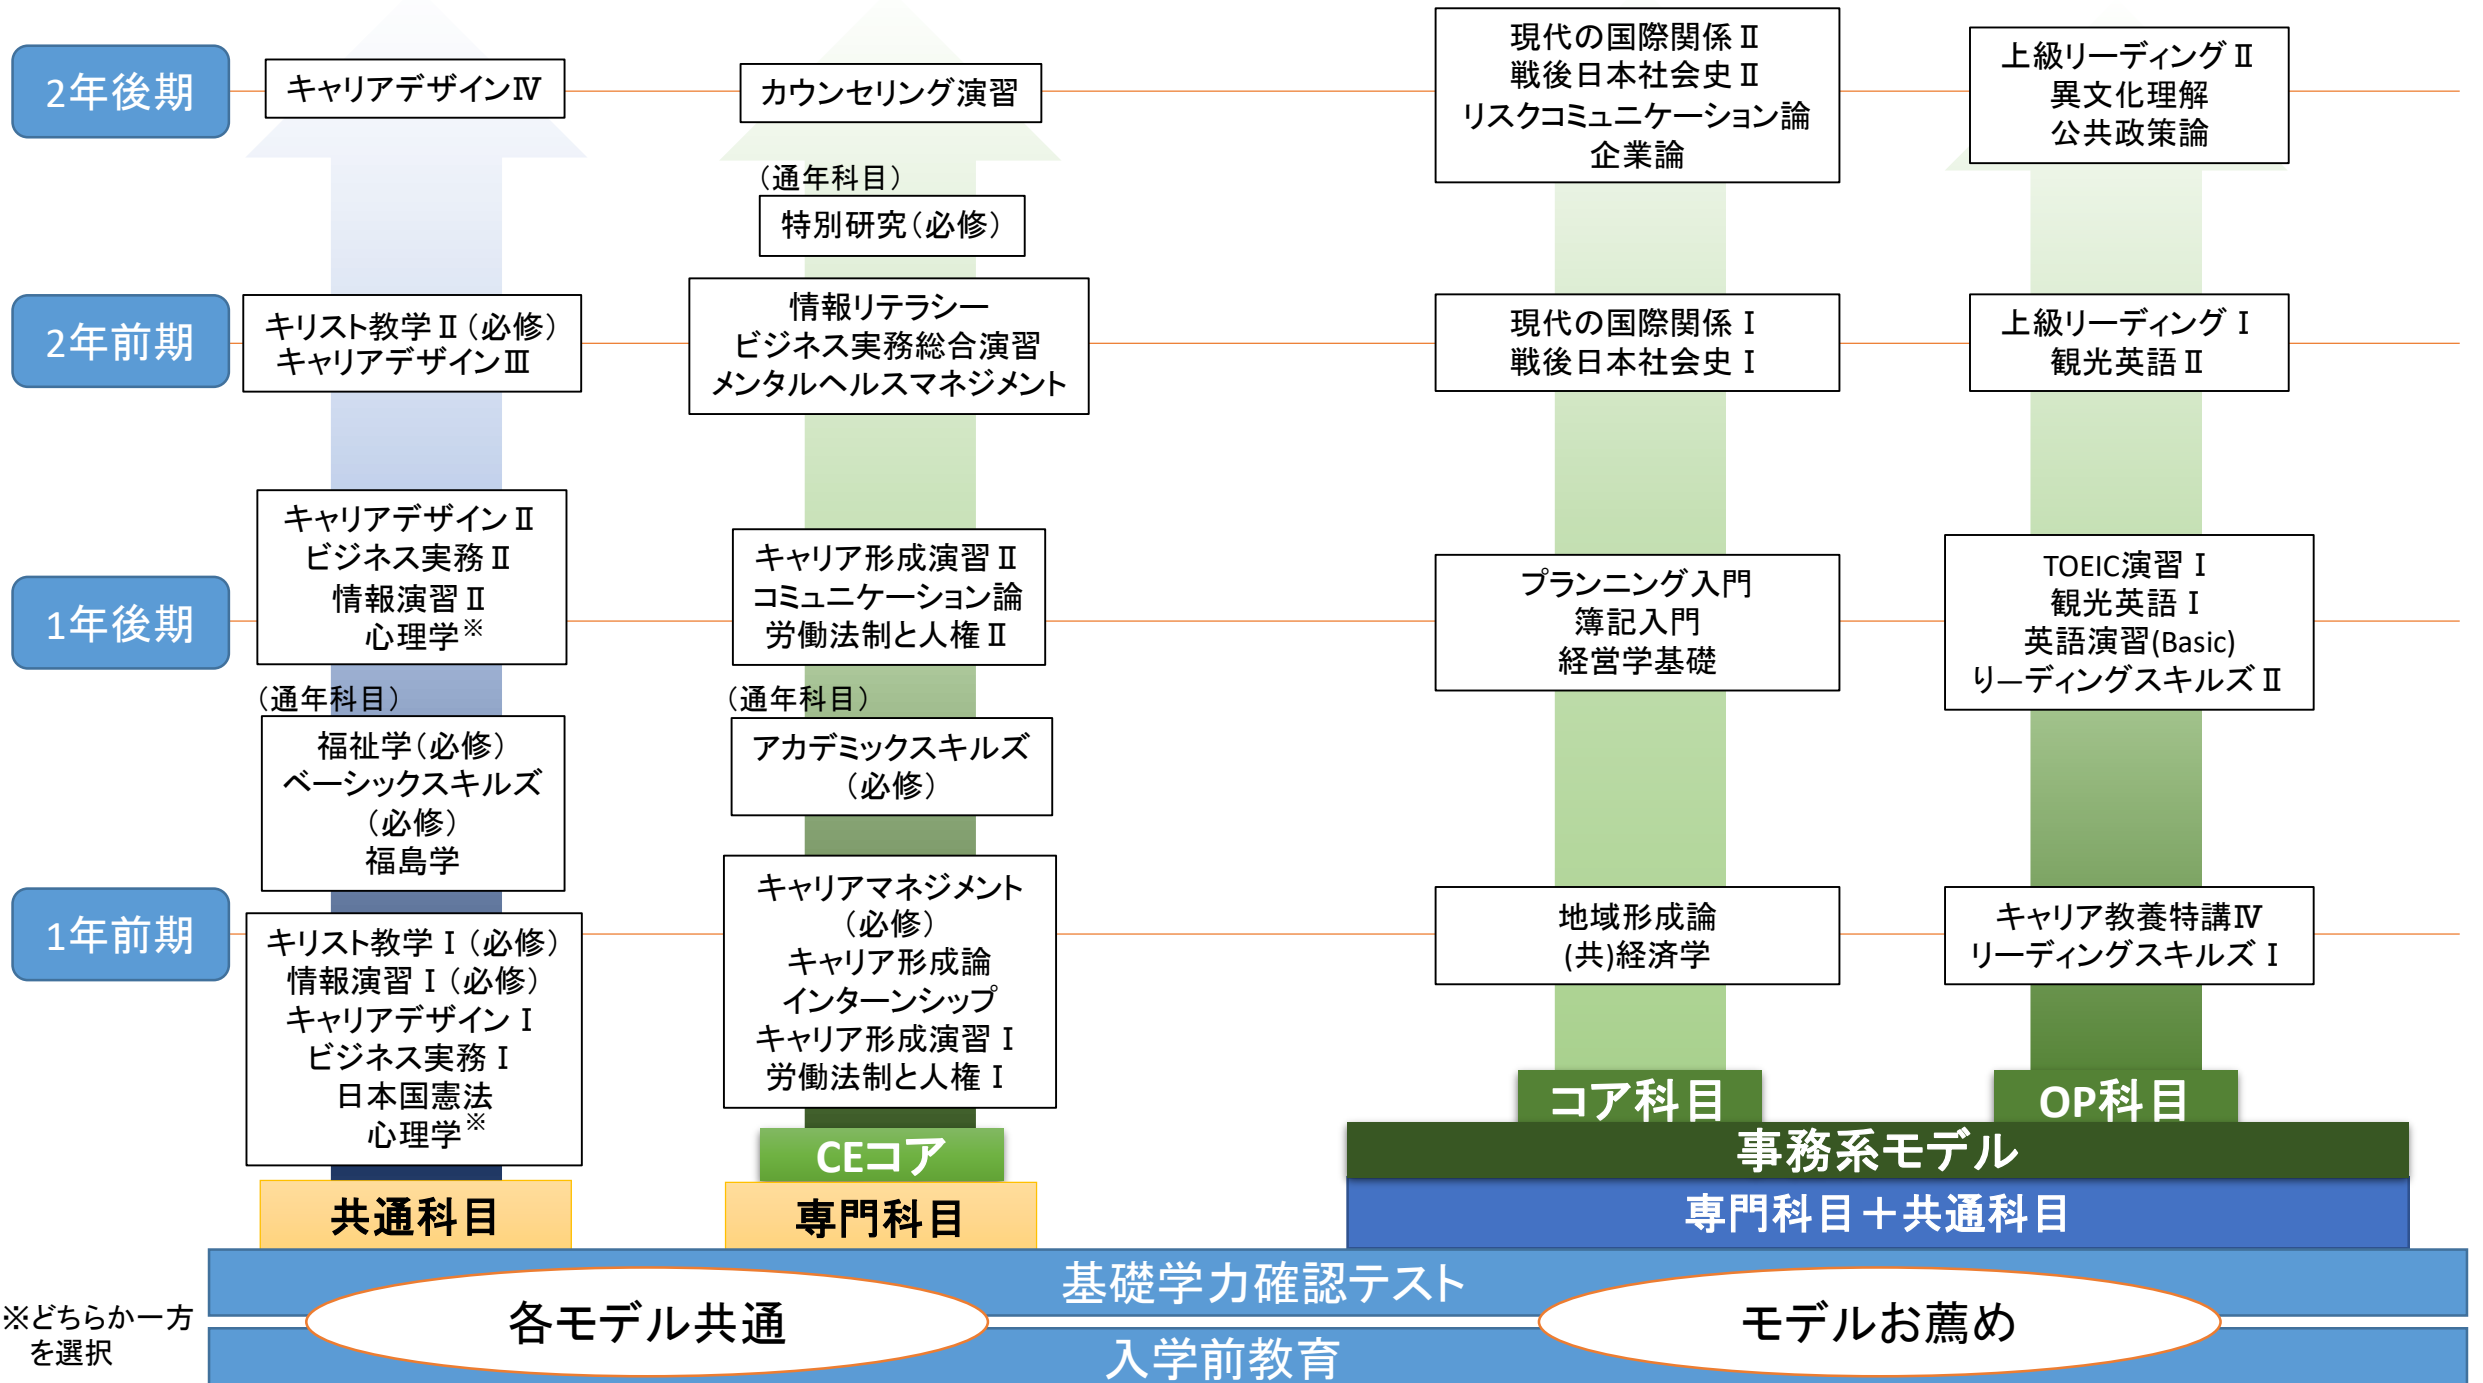 2年後期
キャリアデザインⅣ
カウンセリング演習
現代の国際関係Ⅱ
戦後日本社会史Ⅱ
リスクコミュニケーション論
企業論
上級リーディングⅡ
異文化理解
公共政策論
（通年科目）
特別研究（必修）
2年前期
キリスト教学Ⅱ（必修）
キャリアデザインⅢ
情報リテラシー
ビジネス実務総合演習
メンタルヘルスマネジメント
現代の国際関係Ⅰ
戦後日本社会史Ⅰ
上級リーディングⅠ
観光英語Ⅱ
1年後期
キャリアデザインⅡ
ビジネス実務Ⅱ
情報演習Ⅱ
心理学※
キャリア形成演習Ⅱ
コミュニケーション論
労働法制と人権Ⅱ
プランニング入門
簿記入門
経営学基礎
TOEIC演習Ⅰ
観光英語Ⅰ
英語演習(Basic)
りーディングスキルズⅡ
（通年科目）
福祉学（必修）
ベーシックスキルズ
（必修）
福島学
（通年科目）
アカデミックスキルズ
（必修）
1年前期
キリスト教学Ⅰ（必修）
情報演習Ⅰ（必修）
キャリアデザインⅠ
ビジネス実務Ⅰ
日本国憲法
心理学※
キャリアマネジメント
（必修）
キャリア形成論
インターンシップ
キャリア形成演習Ⅰ
労働法制と人権Ⅰ
地域形成論
(共)経済学
キャリア教養特講Ⅳ
リーディングスキルズⅠ
コア科目
OP科目
CEコア
事務系モデル
共通科目
専門科目
専門科目＋共通科目
基礎学力確認テスト
各モデル共通
モデルお薦め
入学前教育
※どちらか一方
を選択